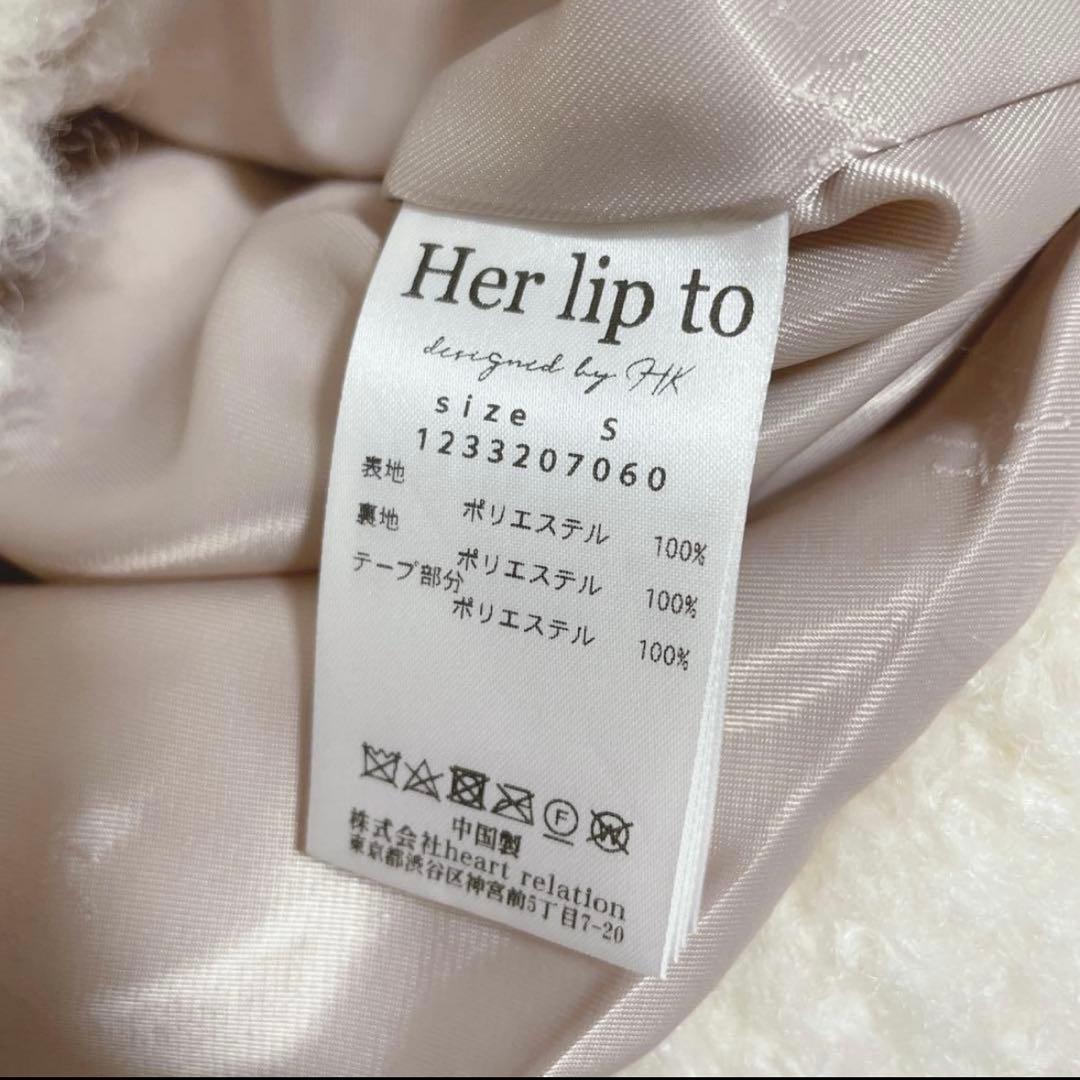 Her lip to
designed by HK
size S
1233207060
表地
ポリエステル 100%
裏地
ポリエステル 100%
テープ部分
ポリエステル 100%
F W
中国製
株式会社heart relation
東京都渋谷区神宮前5丁目7-20